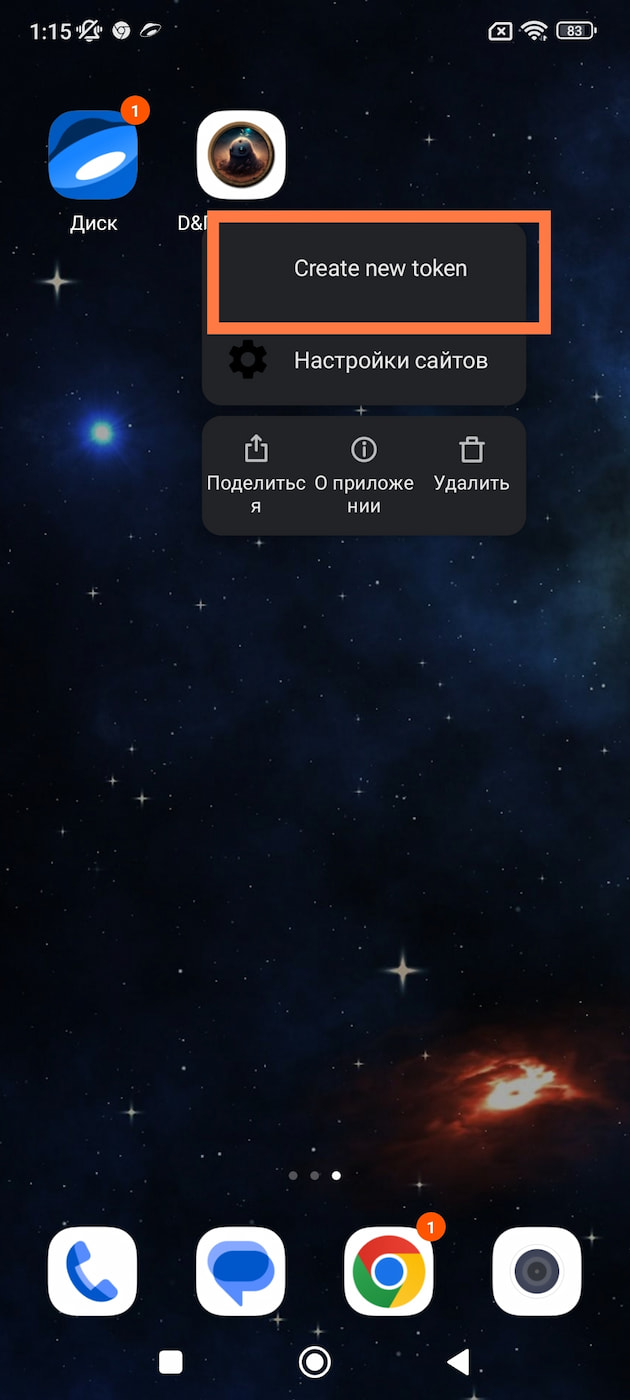 1:15
83
1
Диск
D&
Create new token
Настройки сайтов
Поделитьс
я
О приложе
нии
Удалить
1